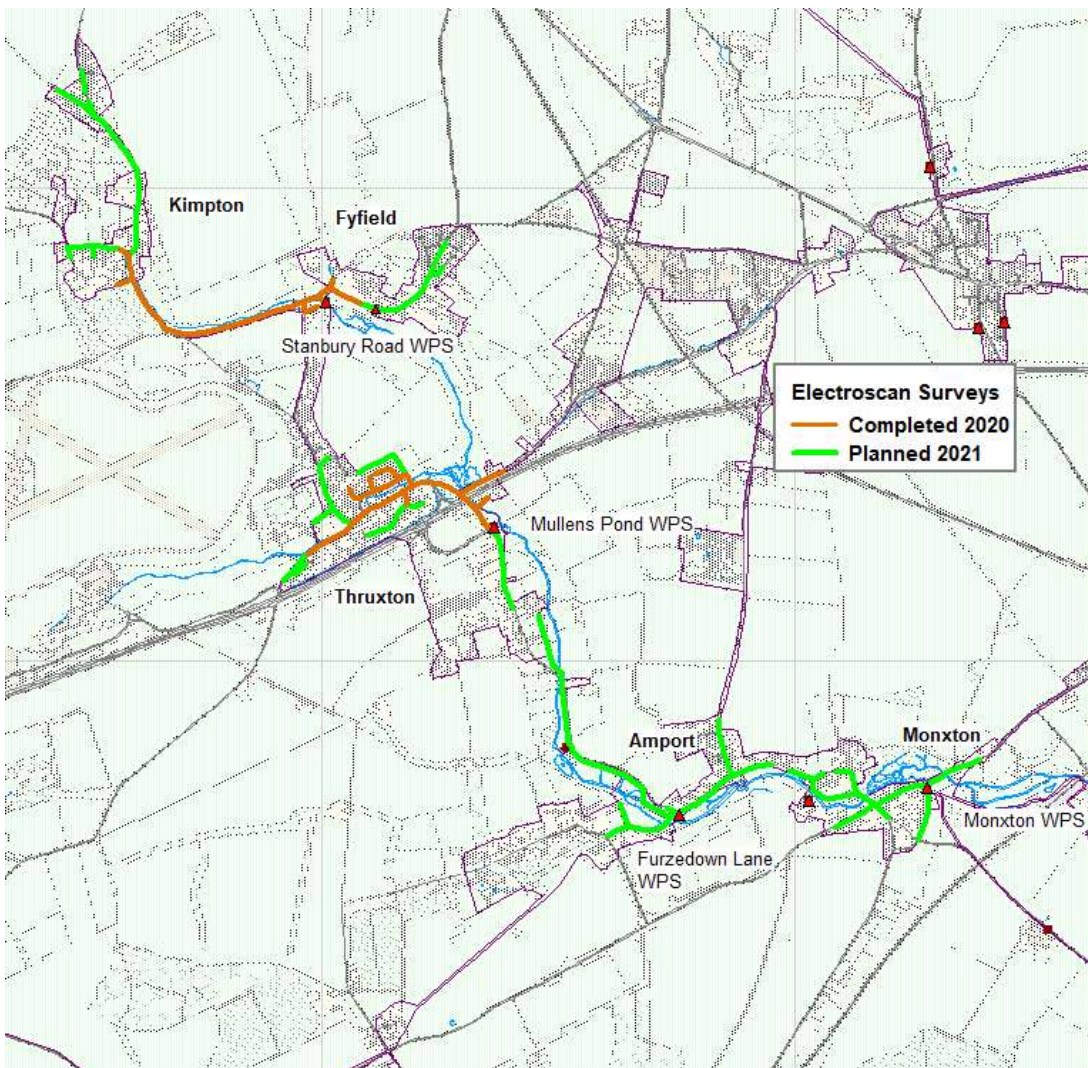 Kimpton
Fyfield
Stanbury Road WPS
Electroscan Surveys
Completed 2020
Planned 2021
Mullens Pond WPS
Thruxton
Amport
Monxton
Monxton WPS
Furzedown Lane
WPS